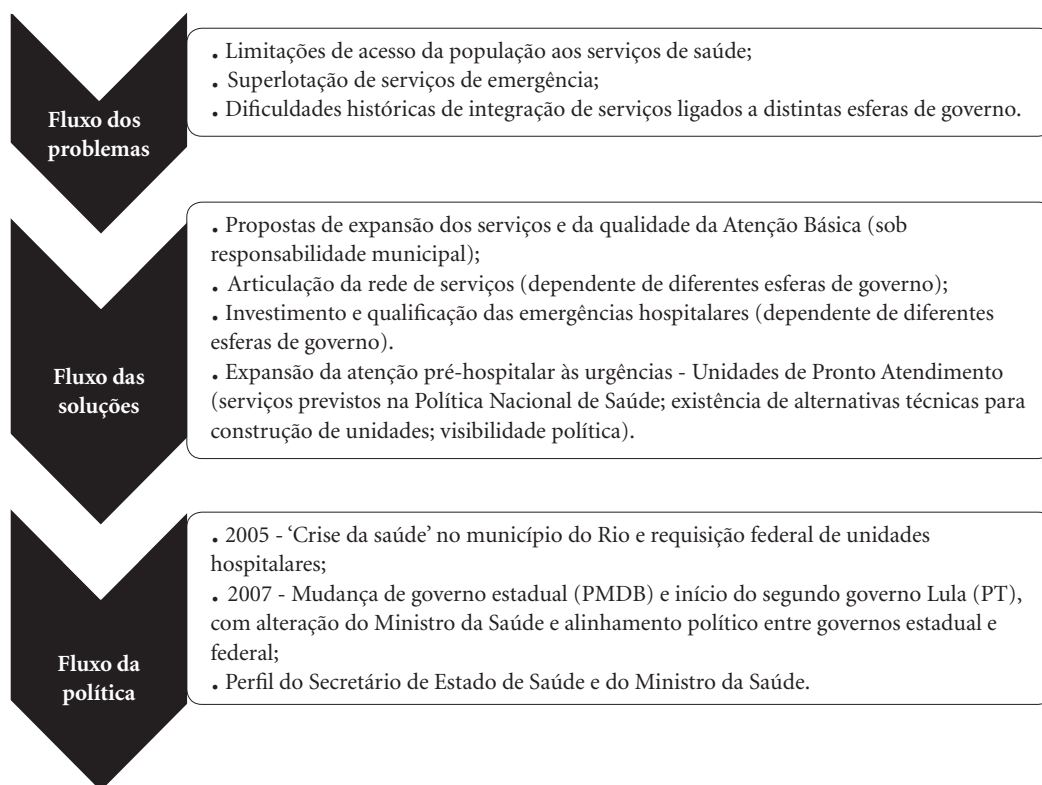 Fluxo dos
problemas
. Limitações de acesso da população aos serviços de saúde;
. Superlotação de serviços de emergência;
. Dificuldades históricas de integração de serviços ligados a distintas esferas de governo.
Fluxo das
soluções
. Propostas de expansão dos serviços e da qualidade da Atenção Básica (sob
responsabilidade municipal);
. Articulação da rede de serviços (dependente de diferentes esferas de governo);
. Investimento e qualificação das emergências hospitalares (dependente de diferentes
esferas de governo).
. Expansão da atenção pré-hospitalar às urgências - Unidades de Pronto Atendimento
(serviços previstos na Política Nacional de Saúde; existência de alternativas técnicas para
construção de unidades; visibilidade política).
Fluxo da
política
. 2005 - ‘Crise da saúde’ no município do Rio e requisição federal de unidades
hospitalares;
. 2007 - Mudança de governo estadual (PMDB) e início do segundo governo Lula (PT),
com alteração do Ministro da Saúde e alinhamento político entre governos estadual e
federal;
. Perfil do Secretário de Estado de Saúde e do Ministro da Saúde.